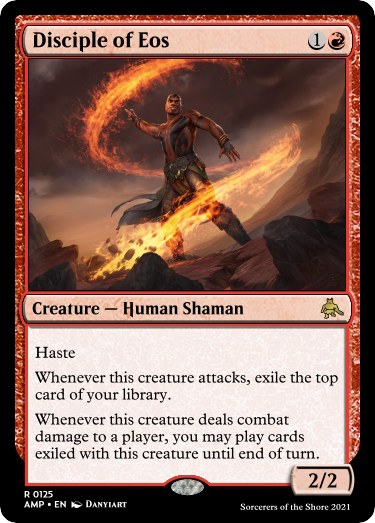 Disciple of Eos 1
Creature — Human Shaman
Haste
Whenever this creature attacks, exile the top
card of your library.
Whenever this creature deals combat
damage to a player, you may play cards
exiled with this creature until end of turn.
2/2
R 0125
AMP • EN Danyiart
Sorcerers of the Shore 2021